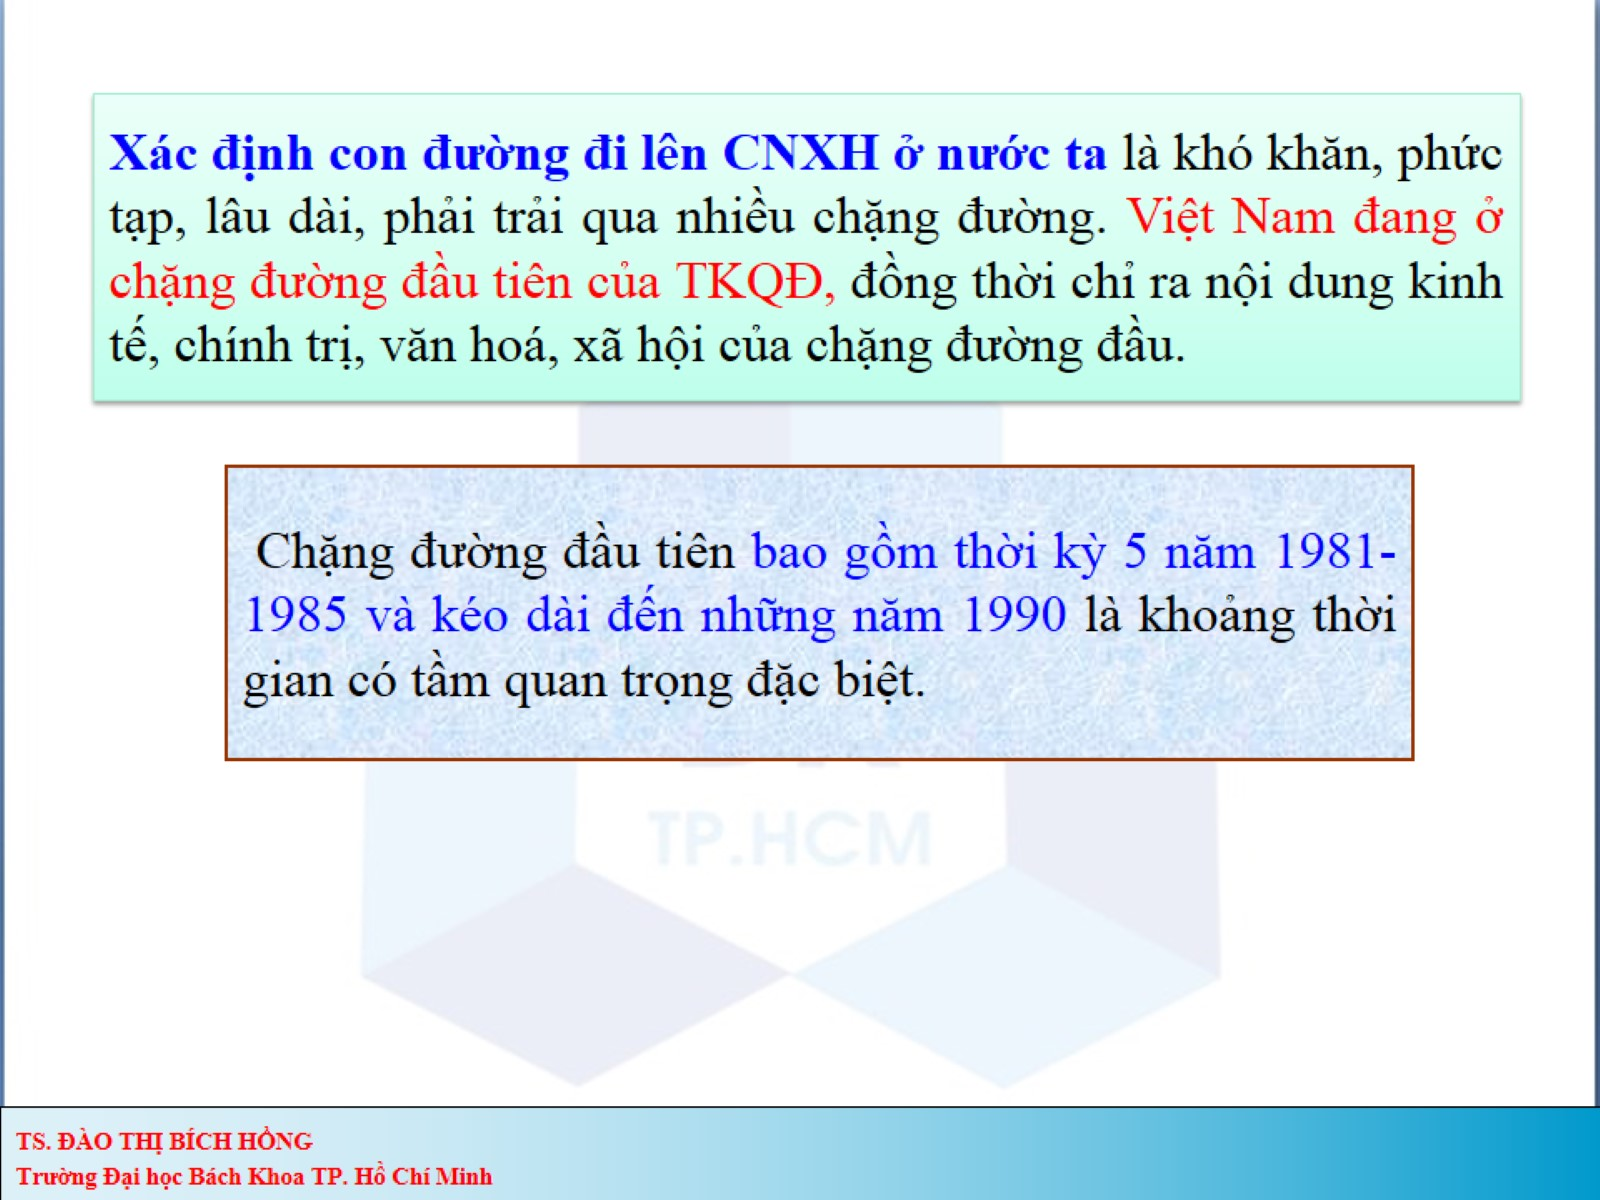 Xác định con đường đi lên CNXH ở nước ta là khó khăn, phức
tạp, lâu dài, phải trải qua nhiều chặng đường. Việt Nam đang ở
chặng đường đầu tiên của TKQĐ, đồng thời chỉ ra nội dung kinh
tế, chính trị, văn hoá, xã hội của chặng đường đầu.
Chặng đường đầu tiên bao gồm thời kỳ 5 năm 1981-
1985 và kéo dài đến những năm 1990 là khoảng thời
gian có tầm quan trọng đặc biệt.
TP.HCM
TS. ĐÀO THỊ BÍCH HỒNG
Trường Đại học Bách Khoa TP. Hồ Chí Minh